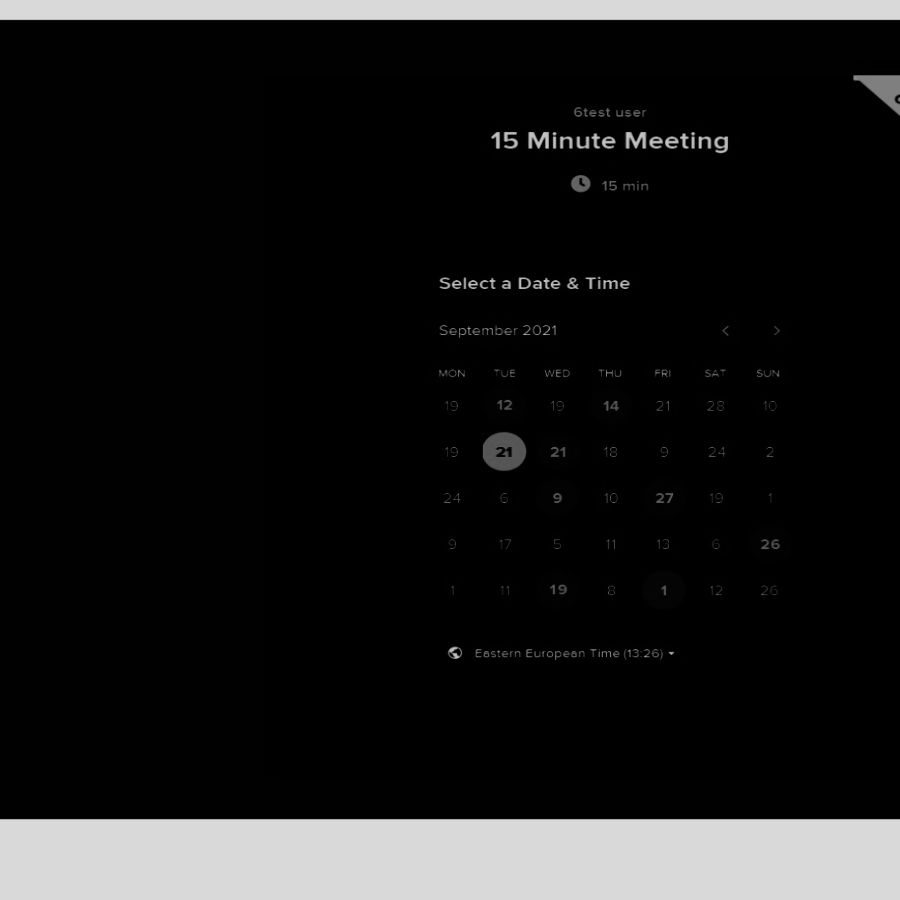 6test user
15 Minute Meeting
15 min
Select a Date & Time
September 2021
MON TUE WED THU FRI SAT SUN
19 12 19 14 21 28 10
19 21 21 18 9 24 2
24 6 9 10 27 19 1
9 17 5 11 13 6 26
1 11 19 8 1 12 26
Eastern European Time (13:26)